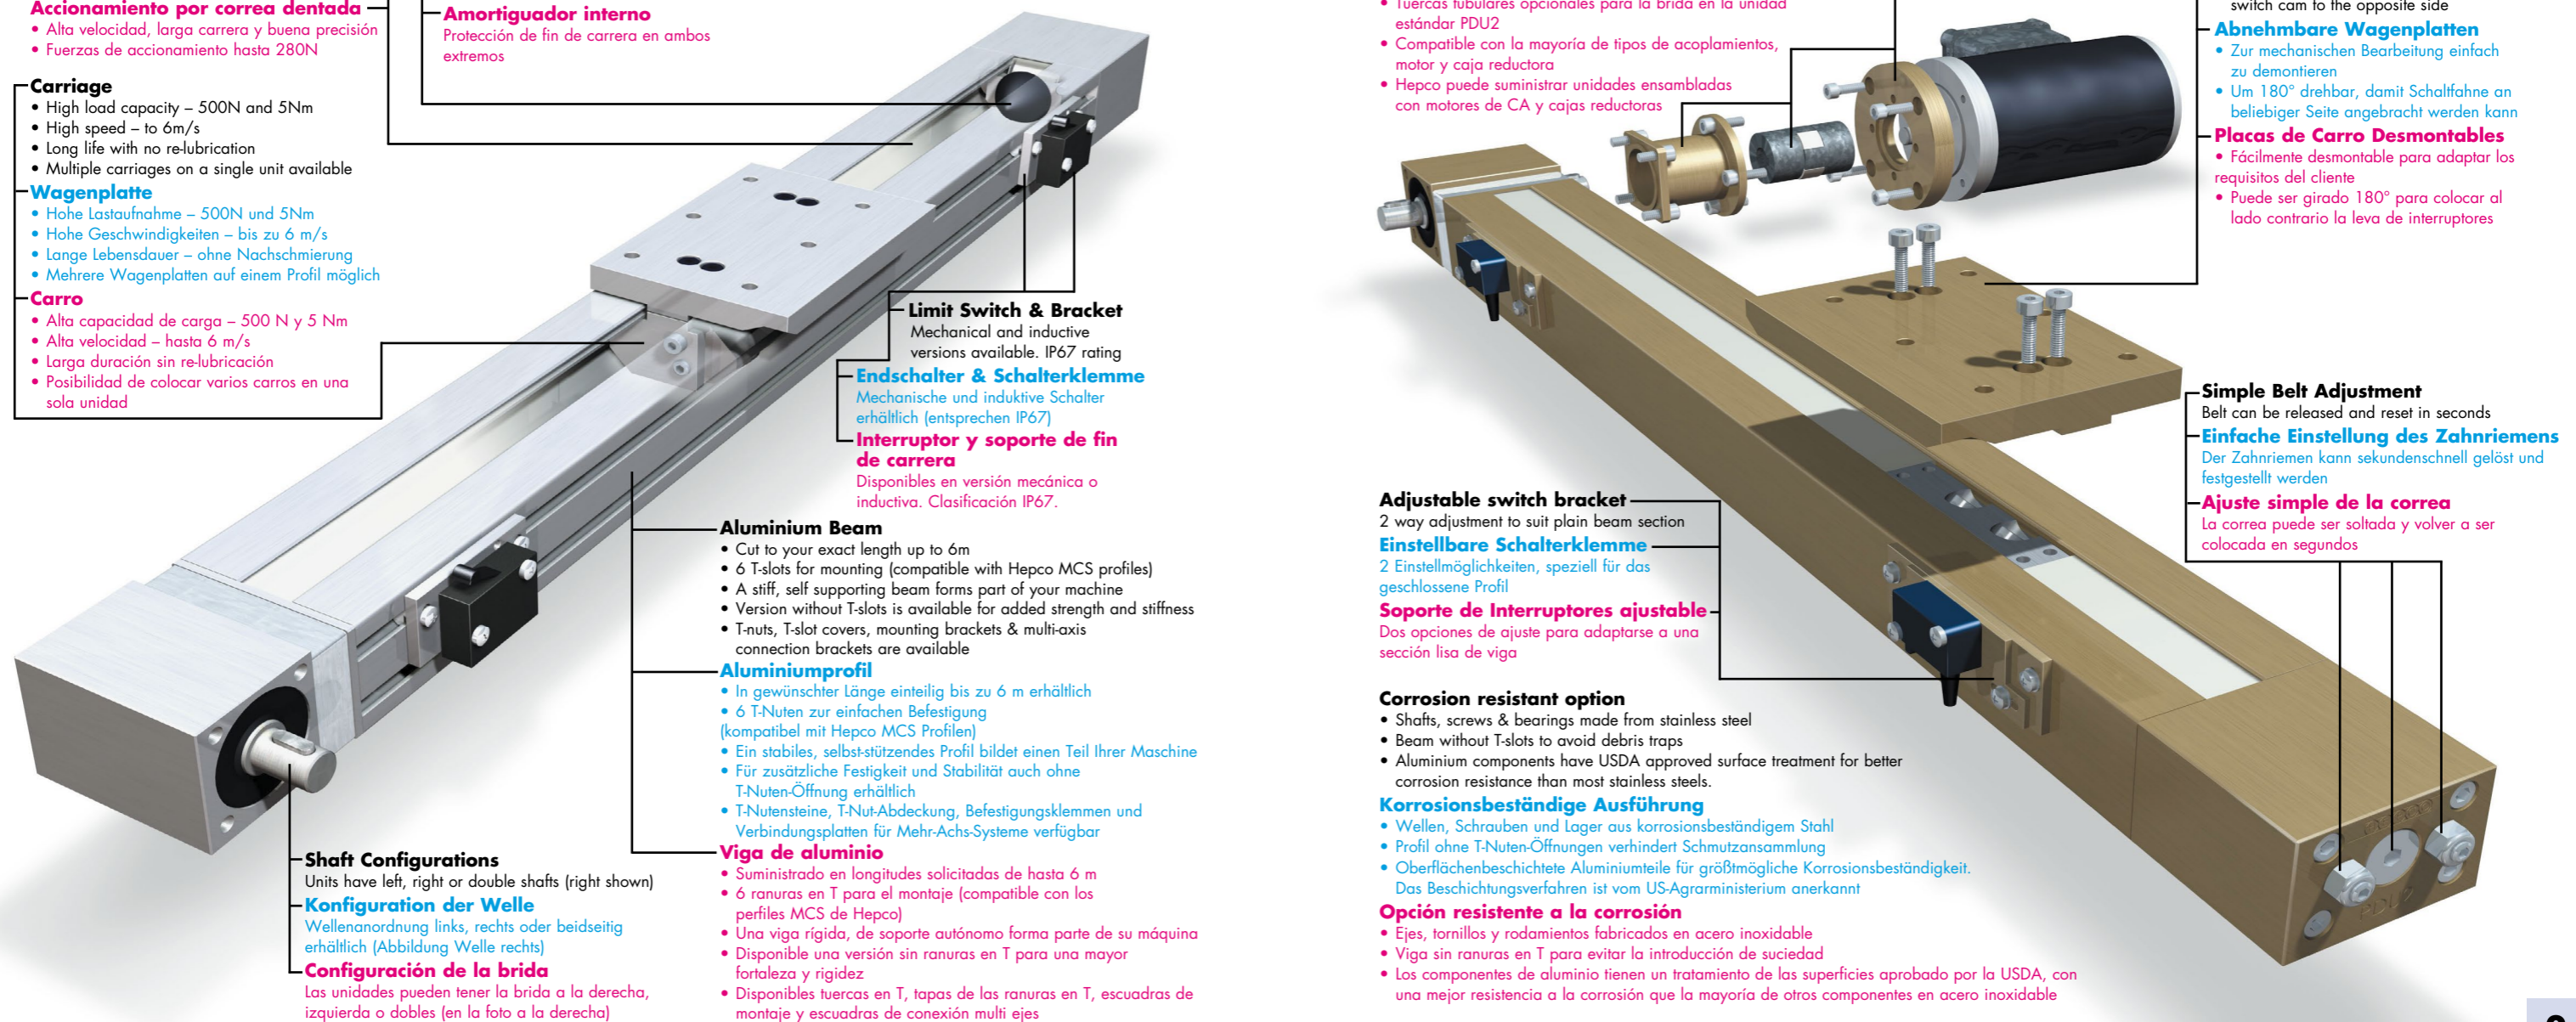 Accionamiento por correa dentada
• Alta velocidad, larga carrera y buena precisión
• Fuerzas de accionamiento hasta 280N
Amortiguador interno
Protección de fin de carrera en ambos
extremos
Carriage
• High load capacity – 500N and 5Nm
• High speed – to 6m/s
• Long life with no re-lubrication
• Multiple carriages on a single unit available
Wagenplatte
• Hohe Lastaufnahme – 500N und 5Nm
• Hohe Geschwindigkeiten – bis zu 6 m/s
• Lange Lebensdauer – ohne Nachschmierung
• Mehrere Wagenplatten auf einem Profil möglich
Carro
• Alta capacidad de carga – 500 N y 5 Nm
• Alta velocidad – hasta 6 m/s
• Larga duración sin re-lubricación
• Posibilidad de colocar varios carros en una
sola unidad
Limit Switch & Bracket
Mechanical and inductive
versions available. IP67 rating
Endschalter & Schalterklemme
Mechanische und induktive Schalter
erhältlich (entsprechen IP67)
Interruptor y soporte de fin
de carrera
Disponibles en versión mecánica o
inductiva. Clasificación IP67.
Aluminium Beam
• Cut to your exact length up to 6m
• 6 T-slots for mounting (compatible with Hepco MCS profiles)
• A stiff, self supporting beam forms part of your machine
• Version without T-slots is available for added strength and stiffness
• T-nuts, T-slot covers, mounting brackets & multi-axis
connection brackets are available
Aluminiumprofil
• In gewünschter Länge einteilig bis zu 6 m erhältlich
• 6 T-Nuten zur einfachen Befestigung
(kompatibel mit Hepco MCS Profilen)
• Ein stabiles, selbst-stützendes Profil bildet einen Teil Ihrer Maschine
• Für zusätzliche Festigkeit und Stabilität auch ohne
T-Nuten-Öffnung erhältlich
• T-Nutensteine, T-Nut-Abdeckung, Befestigungsklemmen und
Verbindungsplatten für Mehr-Achs-Systeme verfügbar
Viga de aluminio
• Suministrado en longitudes solicitadas de hasta 6 m
• 6 ranuras en T para el montaje (compatible con los
perfiles MCS de Hepco)
• Una viga rígida, de soporte autónomo forma parte de su máquina
• Disponible una versión sin ranuras en T para una mayor
fortaleza y rigidez
• Disponibles tuercas en T, tapas de las ranuras en T, escuadras de
montaje y escuadras de conexión multi ejes
Shaft Configurations
Units have left, right or double shafts (right shown)
Konfiguration der Welle
Wellenanordnung links, rechts oder beidseitig
erhältlich (Abbildung Welle rechts)
Configuración de la brida
Las unidades pueden tener la brida a la derecha,
izquierda o dobles (en la foto a la derecha)
• Tuercas tubulares opcionales para la brida en la unidad
estándar PDU2
• Compatible con la mayoría de tipos de acoplamientos,
motor y caja reductora
• Hepco puede suministrar unidades ensambladas
con motores de CA y cajas reductoras
switch cam to the opposite side
Abnehmbare Wagenplatten
• Zur mechanischen Bearbeitung einfach
zu demontieren
• Um 180° drehbar, damit Schaltfahne an
beliebiger Seite angebracht werden kann
Placas de Carro Desmontables
• Fácilmente desmontable para adaptar los
requisitos del cliente
• Puede ser girado 180° para colocar al
lado contrario la leva de interruptores
Simple Belt Adjustment
Belt can be released and reset in seconds
Einfache Einstellung des Zahnriemens
Der Zahnriemen kann sekundenschnell gelöst und
festgestellt werden
Ajuste simple de la correa
La correa puede ser soltada y volver a ser
colocada en segundos
Adjustable switch bracket
2 way adjustment to suit plain beam section
Einstellbare Schalterklemme
2 Einstellmöglichkeiten, speziell für das
geschlossene Profil
Soporte de Interruptores ajustable
Dos opciones de ajuste para adaptarse a una
sección lisa de viga
Corrosion resistant option
• Shafts, screws & bearings made from stainless steel
• Beam without T-slots to avoid debris traps
• Aluminium components have USDA approved surface treatment for better
corrosion resistance than most stainless steels.
Korrosionsbeständige Ausführung
• Wellen, Schrauben und Lager aus korrosionsbeständigem Stahl
• Profil ohne T-Nuten-Öffnungen verhindert Schmutzansammlung
• Oberflächenbeschichtete Aluminiumteile für größtmögliche Korrosionsbeständigkeit.
Das Beschichtungsverfahren ist vom US-Agrarministerium anerkannt
Opción resistente a la corrosión
• Ejes, tornillos y rodamientos fabricados en acero inoxidable
• Viga sin ranuras en T para evitar la introducción de suciedad
• Los componentes de aluminio tienen un tratamiento de las superficies aprobado por la USDA, con
una mejor resistencia a la corrosión que la mayoría de otros componentes en acero inoxidable
PDU2